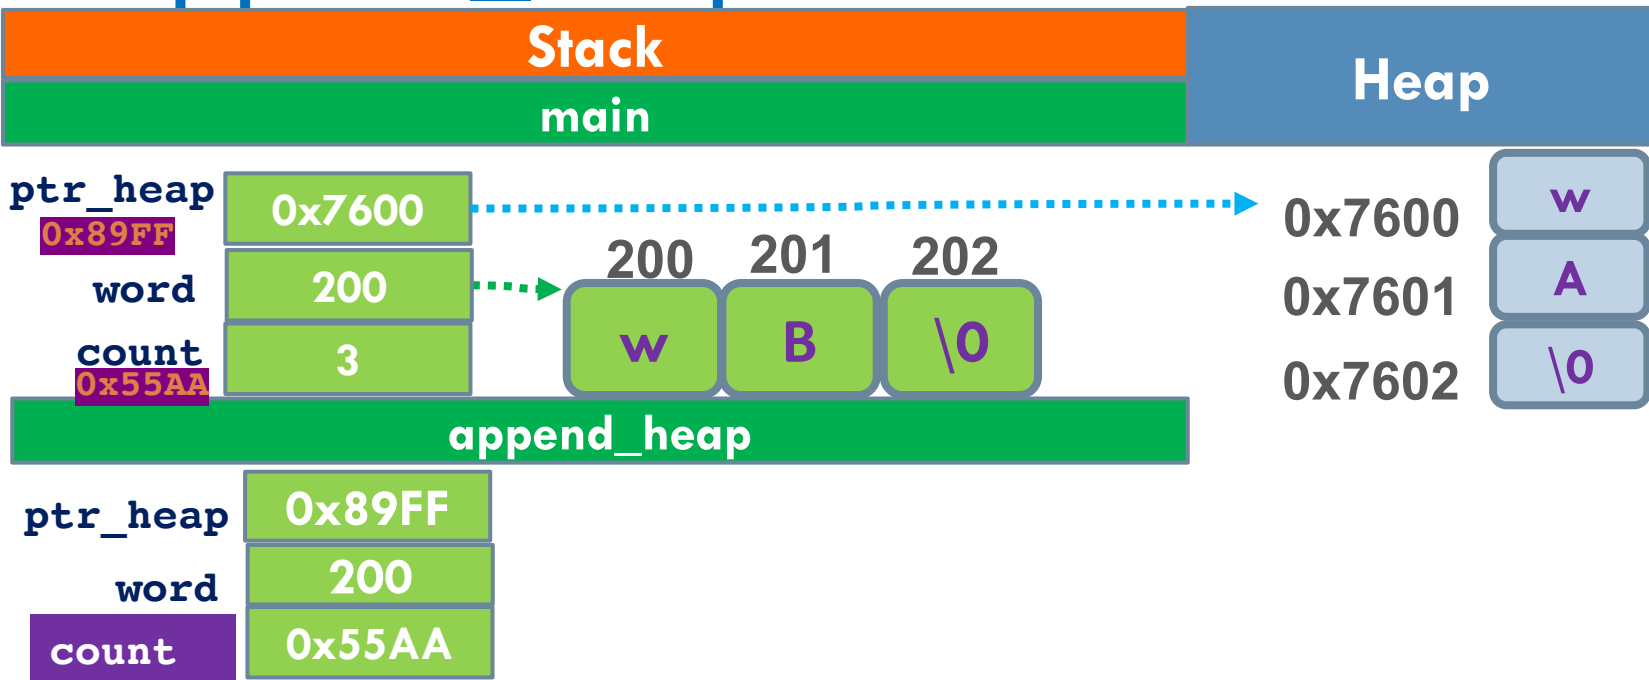 Stack
Heap
main
ptr_heap 0x7600 0x7600 w
0x89FF
200 201 202
word 200 0x7601 A
w B \0
count 3 0x7602 \0
0x55AA
append_heap
ptr_heap 0x89FF
word 200
count 0x55AA